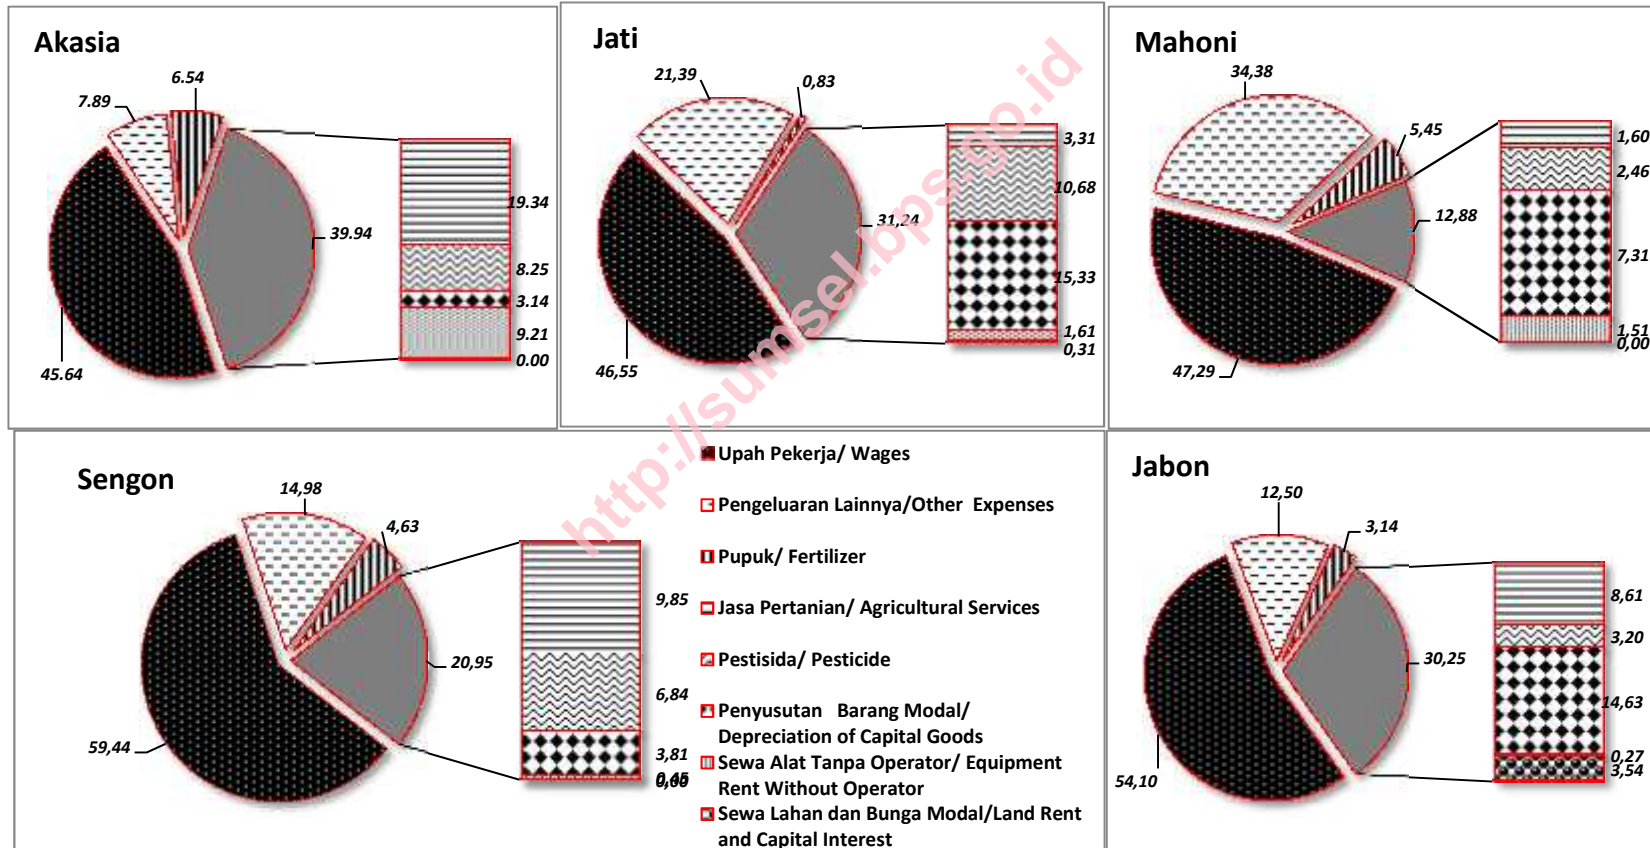 Akasia
6.54
7.89
39.94
45.64
19.34
8.25
3.14
9.21
0.00
Jati
21,39
0,83
31,24
46,55
3,31
10,68
15,33
1,61
0,31
Mahoni
34,38
5,45
12,88
47,29
1,60
2,46
7,31
1,51
0,00
Sengon
14,98
4,63
20,95
59,44
9,85
6,84
3,81
Upah Pekerja/ Wages
Pengeluaran Lainnya/Other Expenses
Pupuk/ Fertilizer
Jasa Pertanian/ Agricultural Services
Pestisida/ Pesticide
Penyusutan Barang Modal/
Depreciation of Capital Goods
Sewa Alat Tanpa Operator/ Equipment
Rent Without Operator
Sewa Lahan dan Bunga Modal/Land Rent
and Capital Interest
Jabon
12,50
3,14
30,25
54,10
8,61
3,20
14,63
0,27
3,54
http://sumsel.bps.go.id